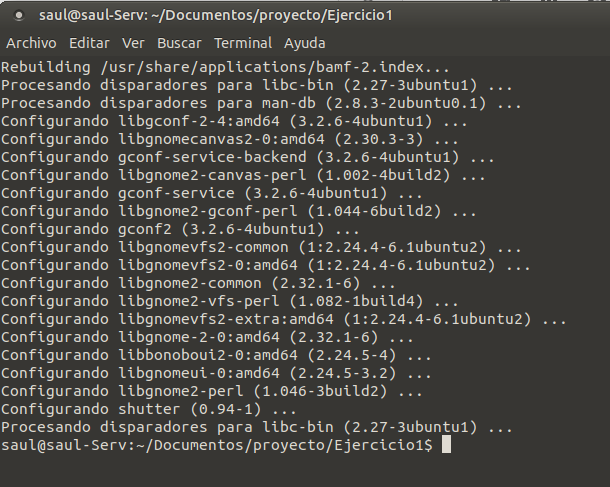 saul@saul-Serv: ~/Documentos/proyecto/Ejercicio1
Archivo Editar Ver Buscar Terminal Ayuda
Rebuilding /usr/share/applications/bamf-2.index...
Procesando disparadores para libc-bin (2.27-3ubuntu1) ...
Procesando disparadores para man-db (2.8.3-2ubuntu0.1) ...
Configurando libgconf-2-4:amd64 (3.2.6-4ubuntu1) ...
Configurando libgnomecanvas2-0:amd64 (2.30.3-3) ...
Configurando gconf-service-backend (3.2.6-4ubuntu1) ...
Configurando libgnome2-canvas-perl (1.002-4build2) ...
Configurando gconf-service (3.2.6-4ubuntu1) ...
Configurando libgnome2-gconf-perl (1.044-6build2) ...
Configurando gconf2 (3.2.6-4ubuntu1) ...
Configurando libgnomevfs2-common (1:2.24.4-6.1ubuntu2) ...
Configurando libgnomevfs2-0:amd64 (1:2.24.4-6.1ubuntu2) ...
Configurando libgnome2-common (2.32.1-6) ...
Configurando libgnome2-vfs-perl (1.082-1build4) ...
Configurando libgnomevfs2-extra:amd64 (1:2.24.4-6.1ubuntu2) ...
Configurando libgnome-2-0:amd64 (2.32.1-6) ...
Configurando libbonoboui2-0:amd64 (2.24.5-4) ...
Configurando libgnomeui-0:amd64 (2.24.5-3.2) ...
Configurando libgnome2-perl (1.046-3build2) ...
Configurando shutter (0.94-1) ...
Procesando disparadores para libc-bin (2.27-3ubuntu1) ...
saul@saul-Serv:~/Documentos/proyecto/Ejercicio1$